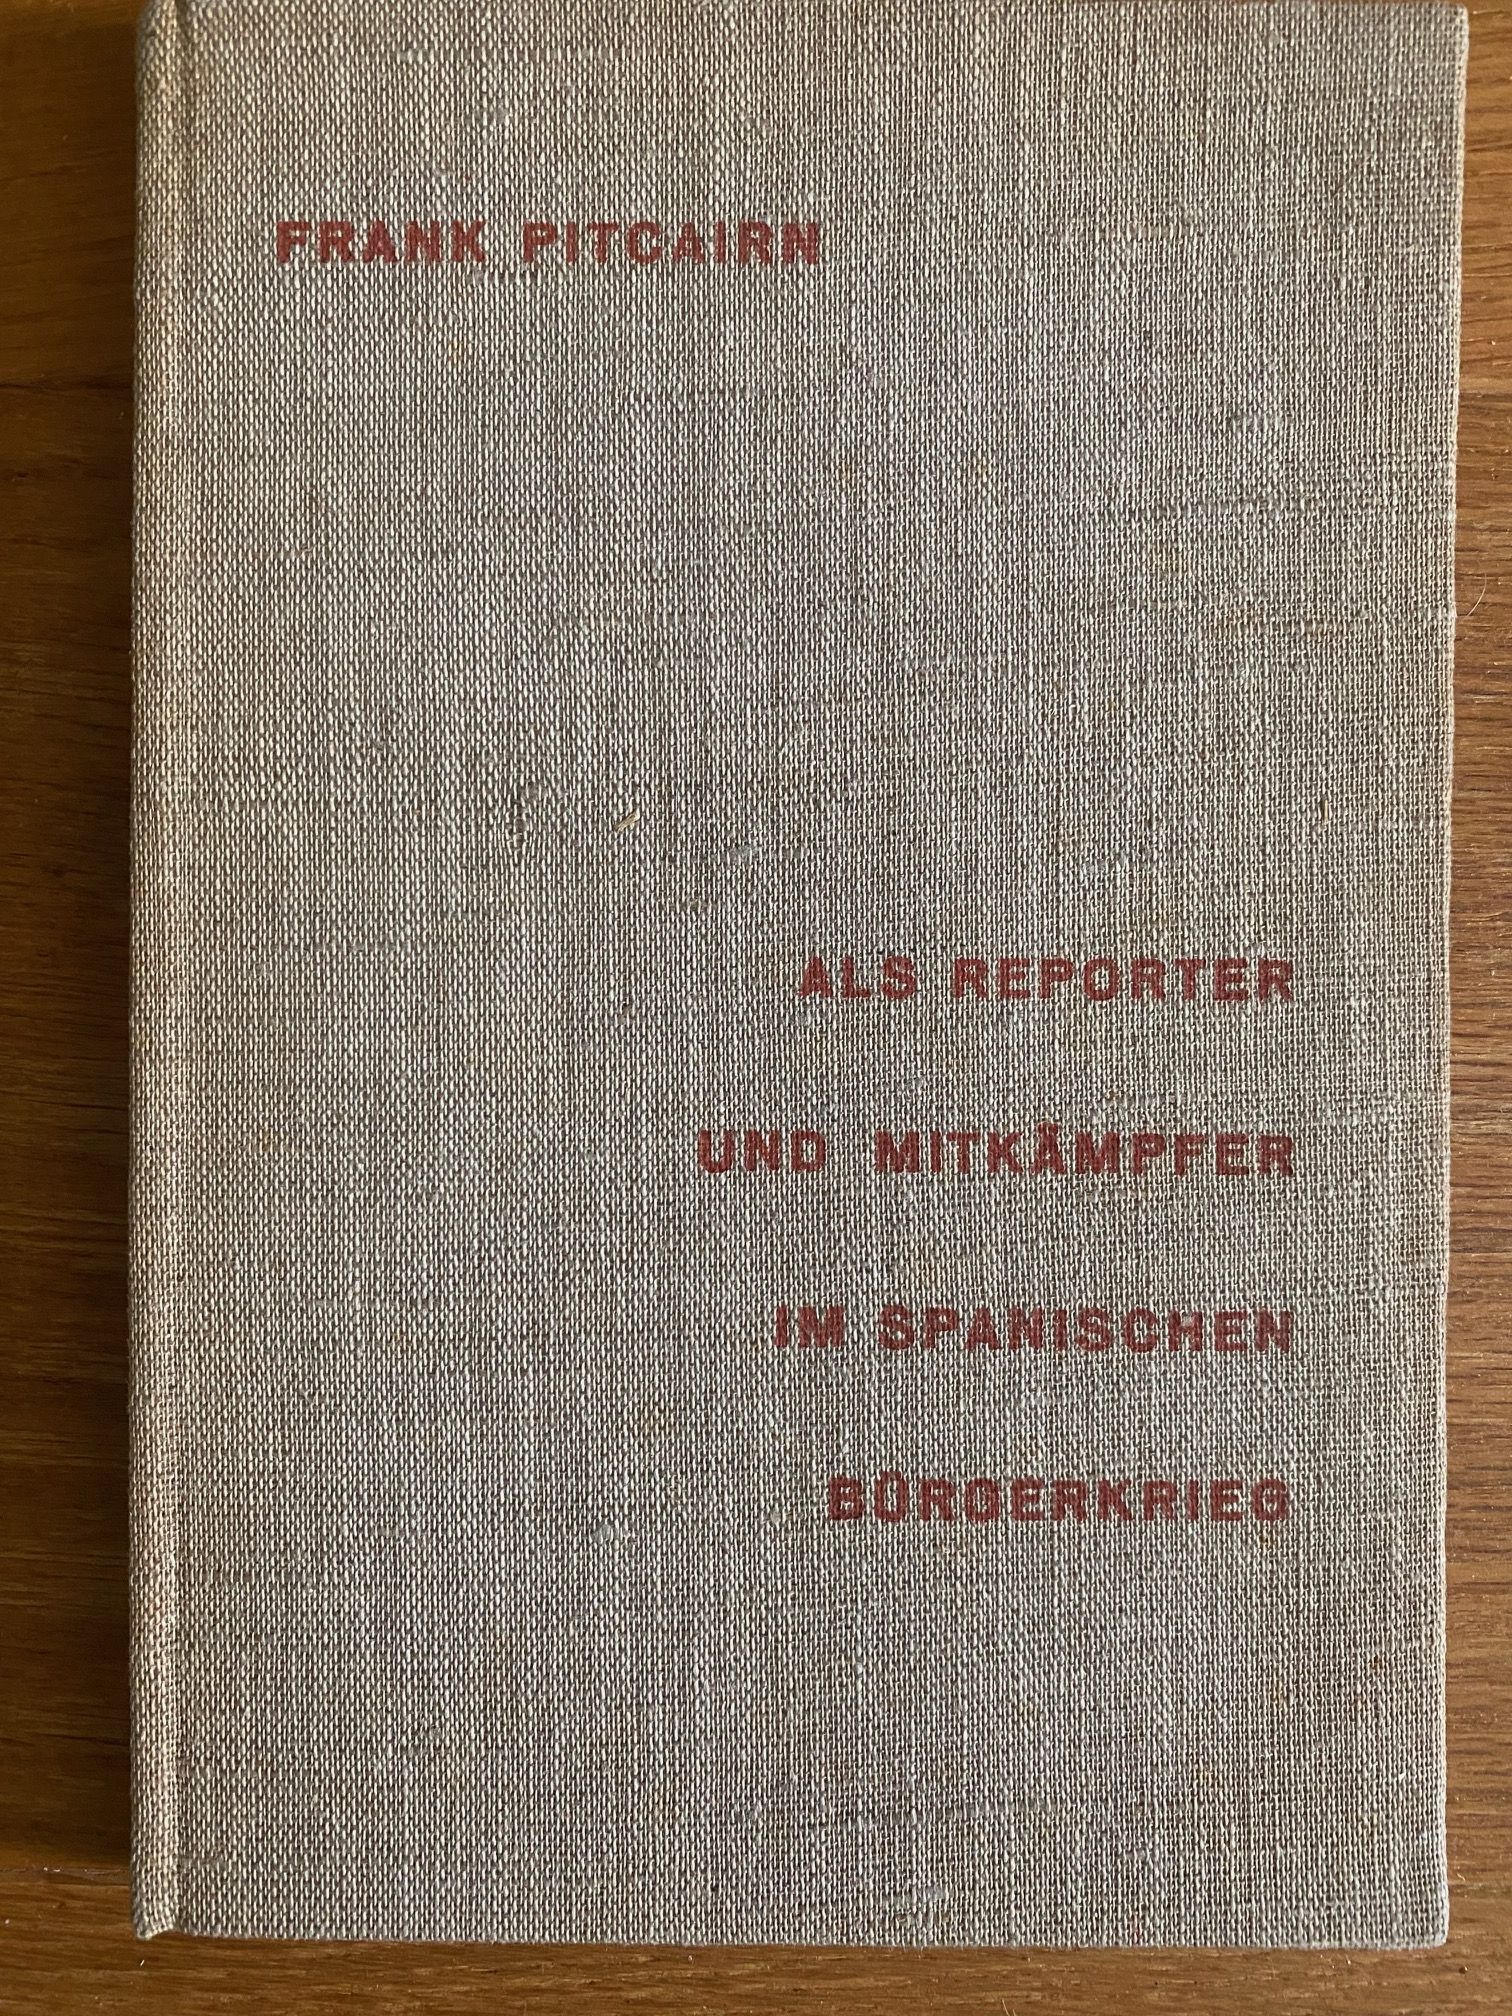 FRANK PITCAIRN
ALS REPORTER
UND MITKÄMPFER
IM SPANISCHEN
BÜRGERKRIEG